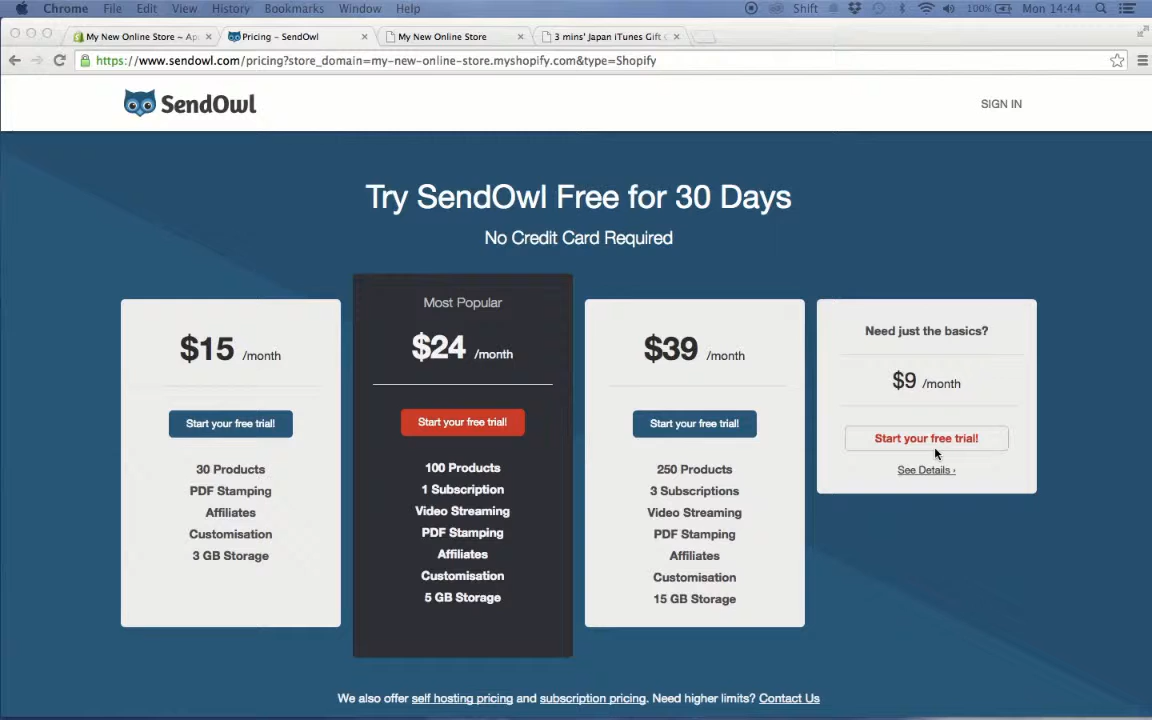 Chrome File Edit View History Bookmarks Window Help Shift 100% Mon 14:44
My New Online Store ~ Ap Pricing – SendOwl My New Online Store 3 mins' Japan iTunes Gift
https://www.sendowl.com/pricing?store_domain=my-new-online-store.myshopify.com&type=Shopify
SendOwl
SIGN IN
Try SendOwl Free for 30 Days
No Credit Card Required
$15 /month
Start your free trial!
30 Products
PDF Stamping
Affiliates
Customisation
3 GB Storage
Most Popular
$24 /month
Start your free trial!
100 Products
1 Subscription
Video Streaming
PDF Stamping
Affiliates
Customisation
5 GB Storage
$39 /month
Start your free trial!
250 Products
3 Subscriptions
Video Streaming
PDF Stamping
Affiliates
Customisation
15 GB Storage
Need just the basics?
$9 /month
Start your free trial!
See Details ›
We also offer self hosting pricing and subscription pricing. Need higher limits? Contact Us